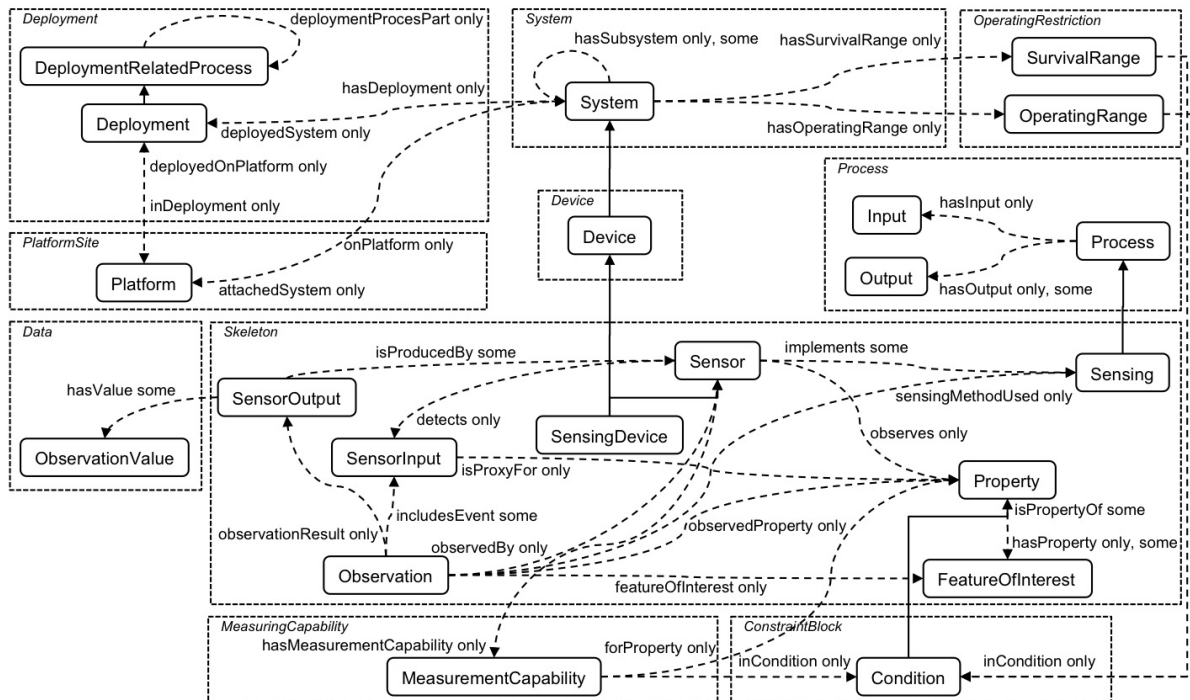 Deployment
deploymentProcesPart only
DeploymentRelatedProcess
hasDeployment only
Deployment
deployedSystem only
deployedOnPlatform only
inDeployment only
System
hasSubsystem only, some
hasSurvivalRange only
System
hasOperatingRange only
OperatingRestriction
SurvivalRange
OperatingRange
Device
Device
Process
hasInput only
Input
Process
Output
hasOutput only, some
PlatformSite
onPlatform only
Platform
attachedSystem only
Data
hasValue some
ObservationValue
Skeleton
isProducedBy some
Sensor
implements some
Sensing
SensorOutput
sensingMethodUsed only
detects only
SensingDevice
observes only
SensorInput
isProxyFor only
Property
isPropertyOf some
observationResult only
includesEvent some
observedProperty only
hasProperty only, some
observedBy only
Observation
featureOfInterest only
FeatureOfInterest
MeasuringCapability
hasMeasurementCapability only
forProperty only
MeasurementCapability
ConstraintBlock
inCondition only
Condition
inCondition only